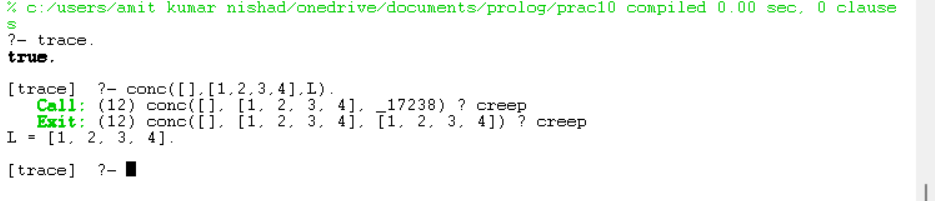 % c:/users/amit kumar nishad/onedrive/documents/prolog/prac10 compiled 0.00 sec, 0 clause
s
?- trace.
true.
[trace]  ?- conc([],[1,2,3,4],L).
   Call: (12) conc([], [1, 2, 3, 4], _17238) ? creep
   Exit: (12) conc([], [1, 2, 3, 4], [1, 2, 3, 4]) ? creep
L = [1, 2, 3, 4].
[trace]  ?-